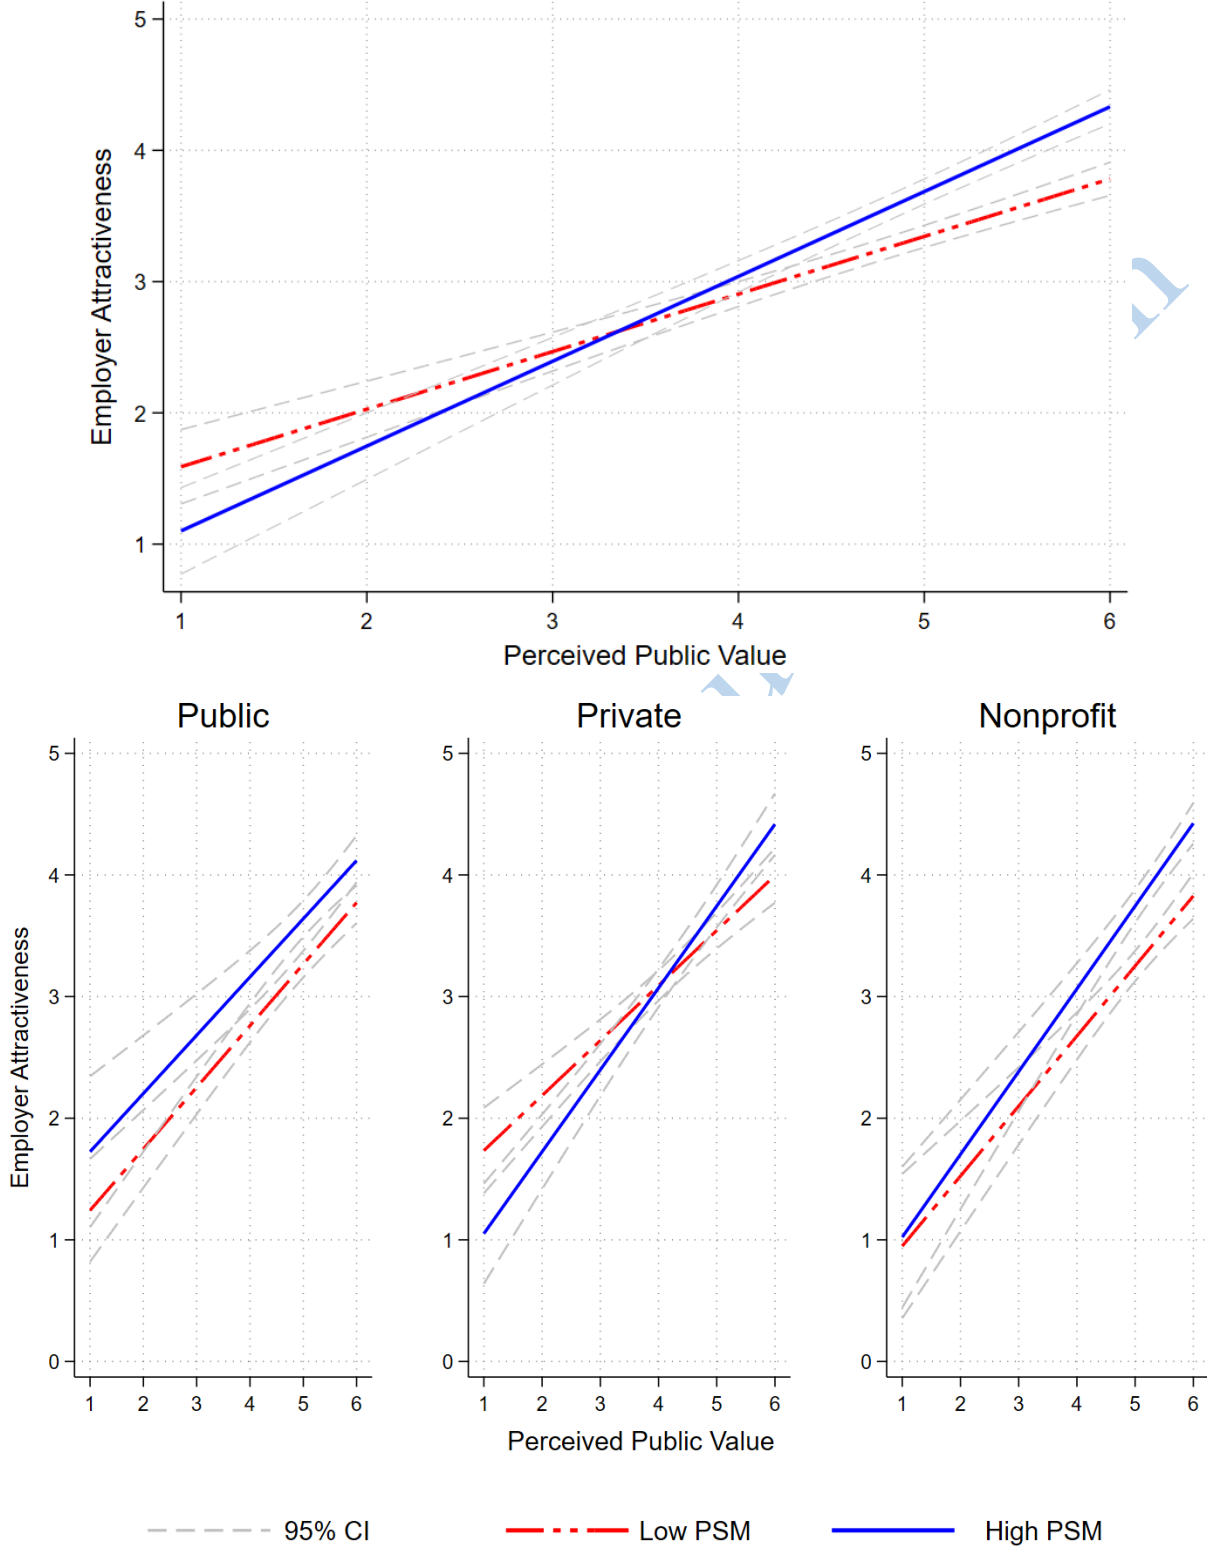 5
4
3
2
1
Employer Attractiveness
1 2 3 4 5 6
Perceived Public Value
Public Private Nonprofit
5 5 5
4 4 4
3 3 3
2 2 2
1 1 1
0 0 0
Employer Attractiveness
1 2 3 4 5 6 1 2 3 4 5 6 1 2 3 4 5 6
Perceived Public Value
95% CI Low PSM High PSM